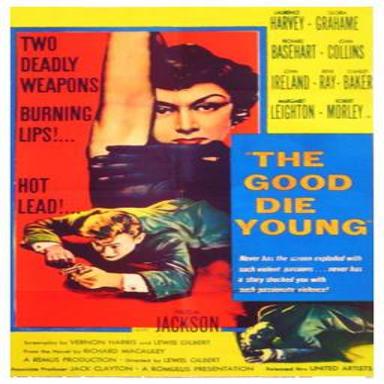 TWO
DEADLY
WEAPONS
BURNING
LIPS!...
HOT
LEAD!...
LAURENCE GLORIA
HARVEY · GRAHAME
RICHARD JOAN
BASEHART · COLLINS
JOHN RENE STANLEY
IRELAND · RAY · BAKER
MARGARET ROBERT
LEIGHTON · MORLEY
"THE
GOOD
DIE
YOUNG"
Never has the screen exploded with
such violent passions . . . never has
a story shocked you with
such passionate violence!
JACKSON
Screenplay by VERNON HARRIS and LEWIS GILBERT
From the Novel by RICHARD MACAULEY
A REMUS PRODUCTION · Directed by LEWIS GILBERT
Associate Producer JACK CLAYTON · A ROMULUS PRESENTATION Released thru UNITED ARTISTS